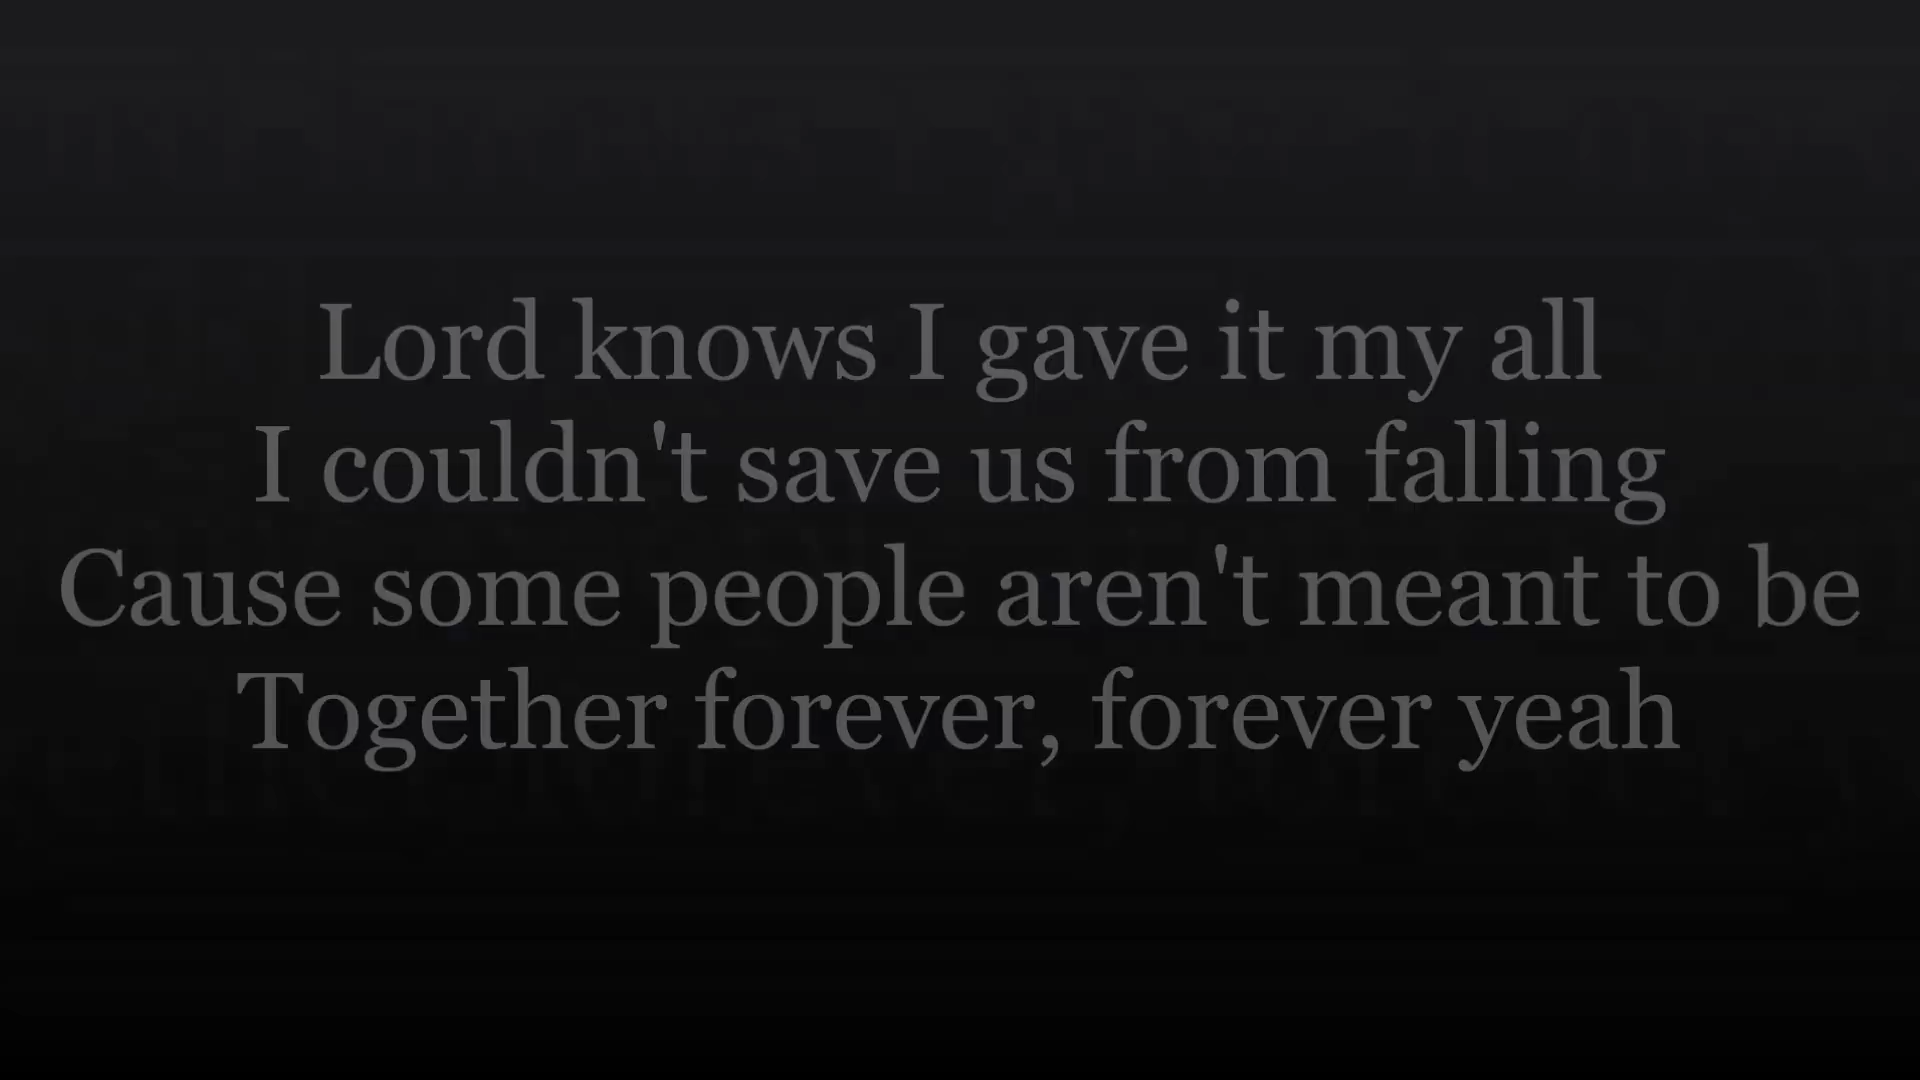 Lord knows I gave it my all
I couldn't save us from falling
Cause some people aren't meant to be
Together forever, forever yeah